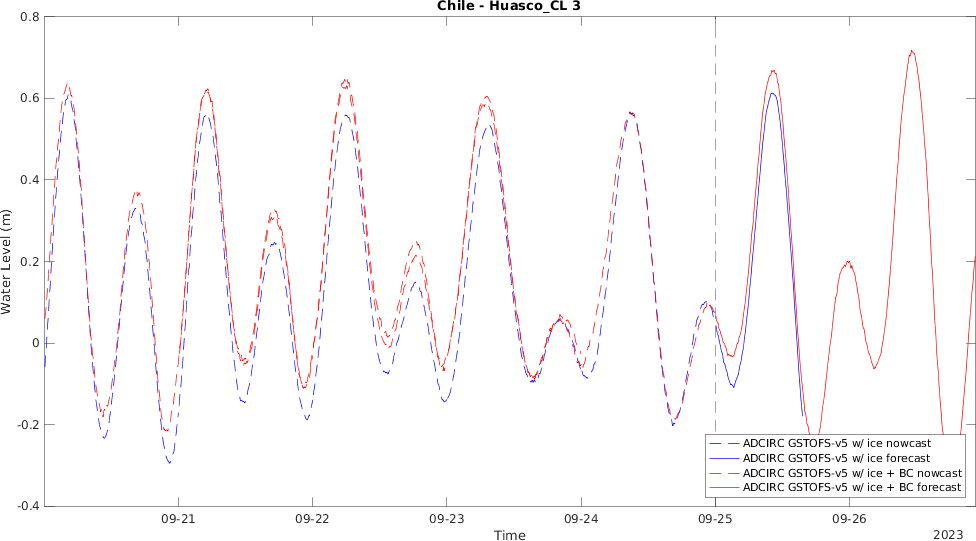 Chile - Huasco_CL 3
0.8
0.6
0.4
0.2
0
-0.2
-0.4
Water Level (m)
09-21
09-22
09-23
09-24
09-25
09-26
Time
2023
ADCIRC GSTOFS-v5 w/ ice nowcast
ADCIRC GSTOFS-v5 w/ ice forecast
ADCIRC GSTOFS-v5 w/ ice + BC nowcast
ADCIRC GSTOFS-v5 w/ ice + BC forecast